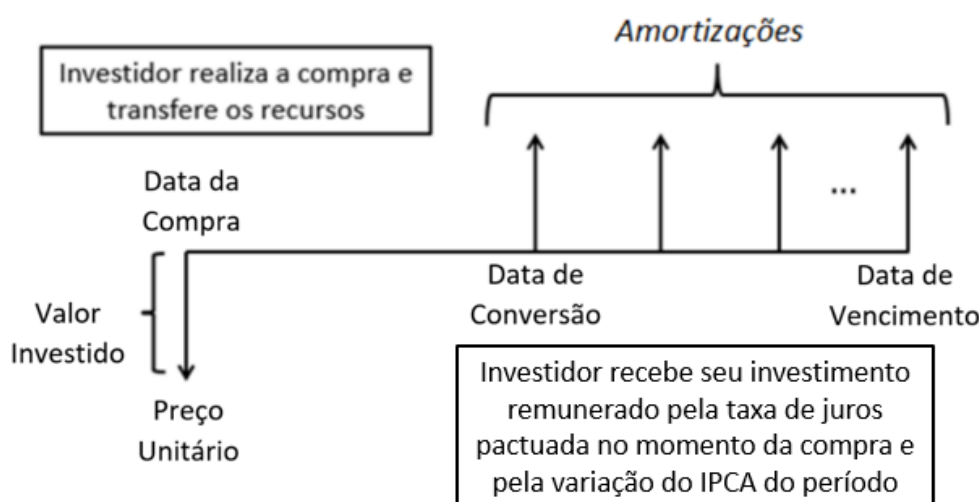 Amortizações
Investidor realiza a compra e
transfere os recursos
Data da
Compra
...
Valor
Investido
Preço
Unitário
Data de
Conversão
Data de
Vencimento
Investidor recebe seu investimento
remunerado pela taxa de juros
pactuada no momento da compra e
pela variação do IPCA do período